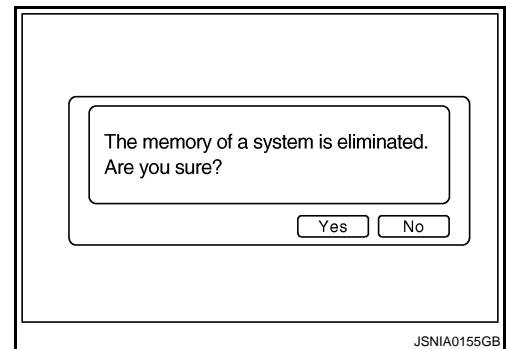 The memory of a system is eliminated.
Are you sure?
Yes No
JSNIA0155GB